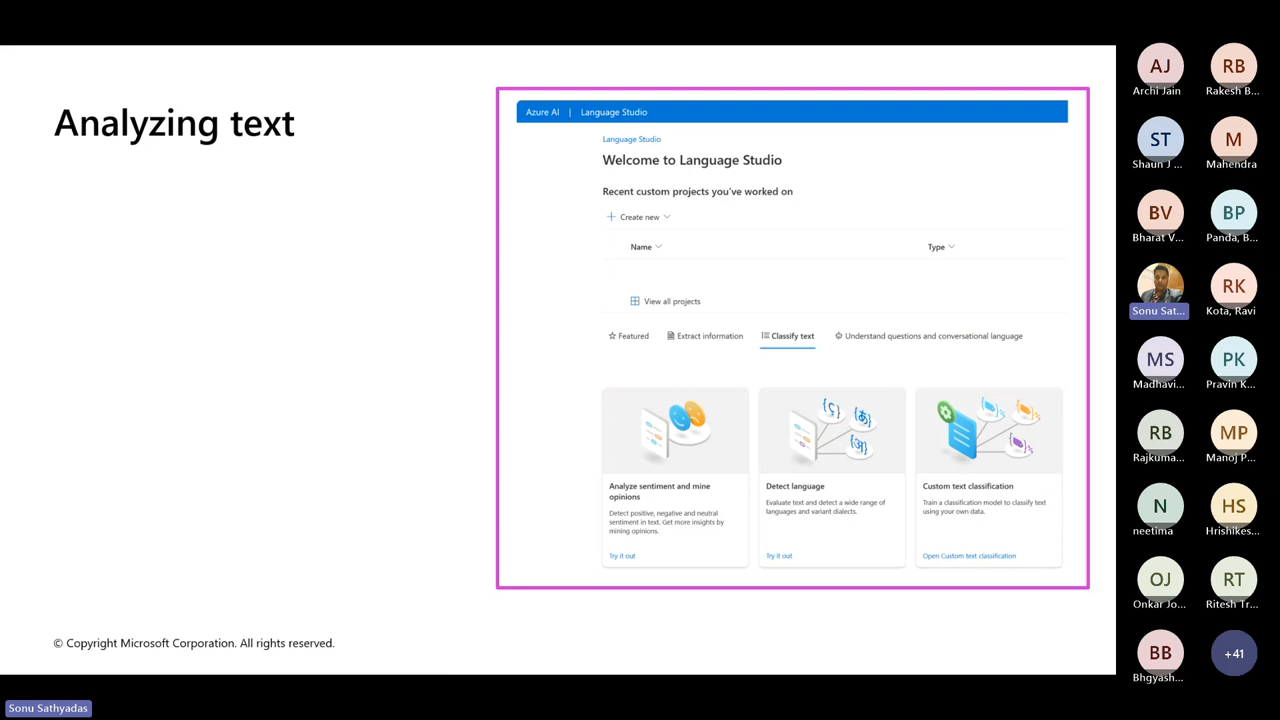 Analyzing text
Azure AI | Language Studio
Language Studio
Welcome to Language Studio
Recent custom projects you've worked on
Create new
Name
Type
View all projects
Featured
Extract information
Classify text
Understand questions and conversational language
Analyze sentiment and mine
opinions
Detect positive, negative and neutral
sentiment in text. Get more insights by
mining opinions.
Try it out
Detect language
Evaluate text and detect a wide range of
languages and variant dialects.
Try it out
Custom text classification
Train a classification model to classify text
using your own data.
Open Custom text classification
© Copyright Microsoft Corporation. All rights reserved.
Sonu Sathyadas
AJ
Archi Jain
RB
Rakesh B...
ST
Shaun J ...
M
Mahendra
BV
Bharat V...
BP
Panda, B...
Sonu Sat...
RK
Kota, Ravi
MS
Madhavi...
PK
Pravin K...
RB
Rajkuma...
MP
Manoj P...
N
neetima
HS
Hrishikes...
OJ
Onkar Jo...
RT
Ritesh Tr...
BB
Bhgyash...
+41